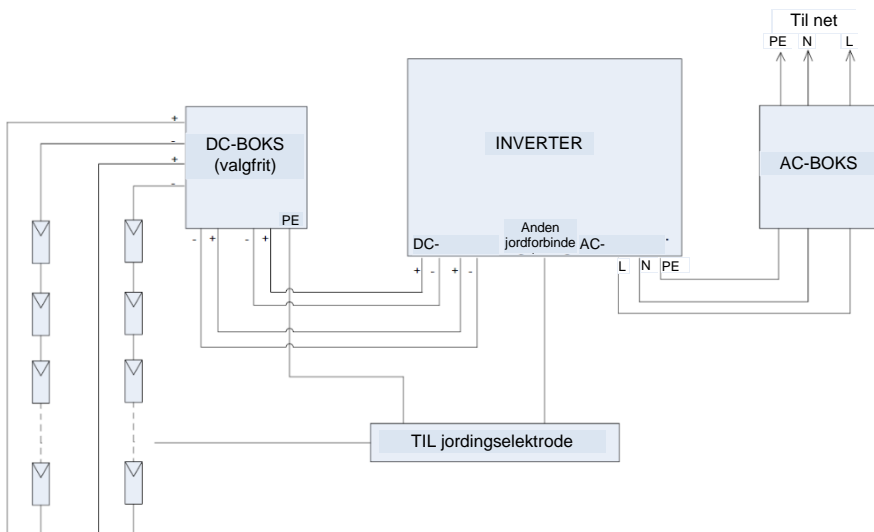 Til net
PE N L
+
-
+
-
DC-BOKS
(valgfrit)
PE
- + - +
INVERTER
Anden
jordforbinde
DC-
AC-
+ - + -
L N PE
AC-BOKS
TIL jordingselektrode